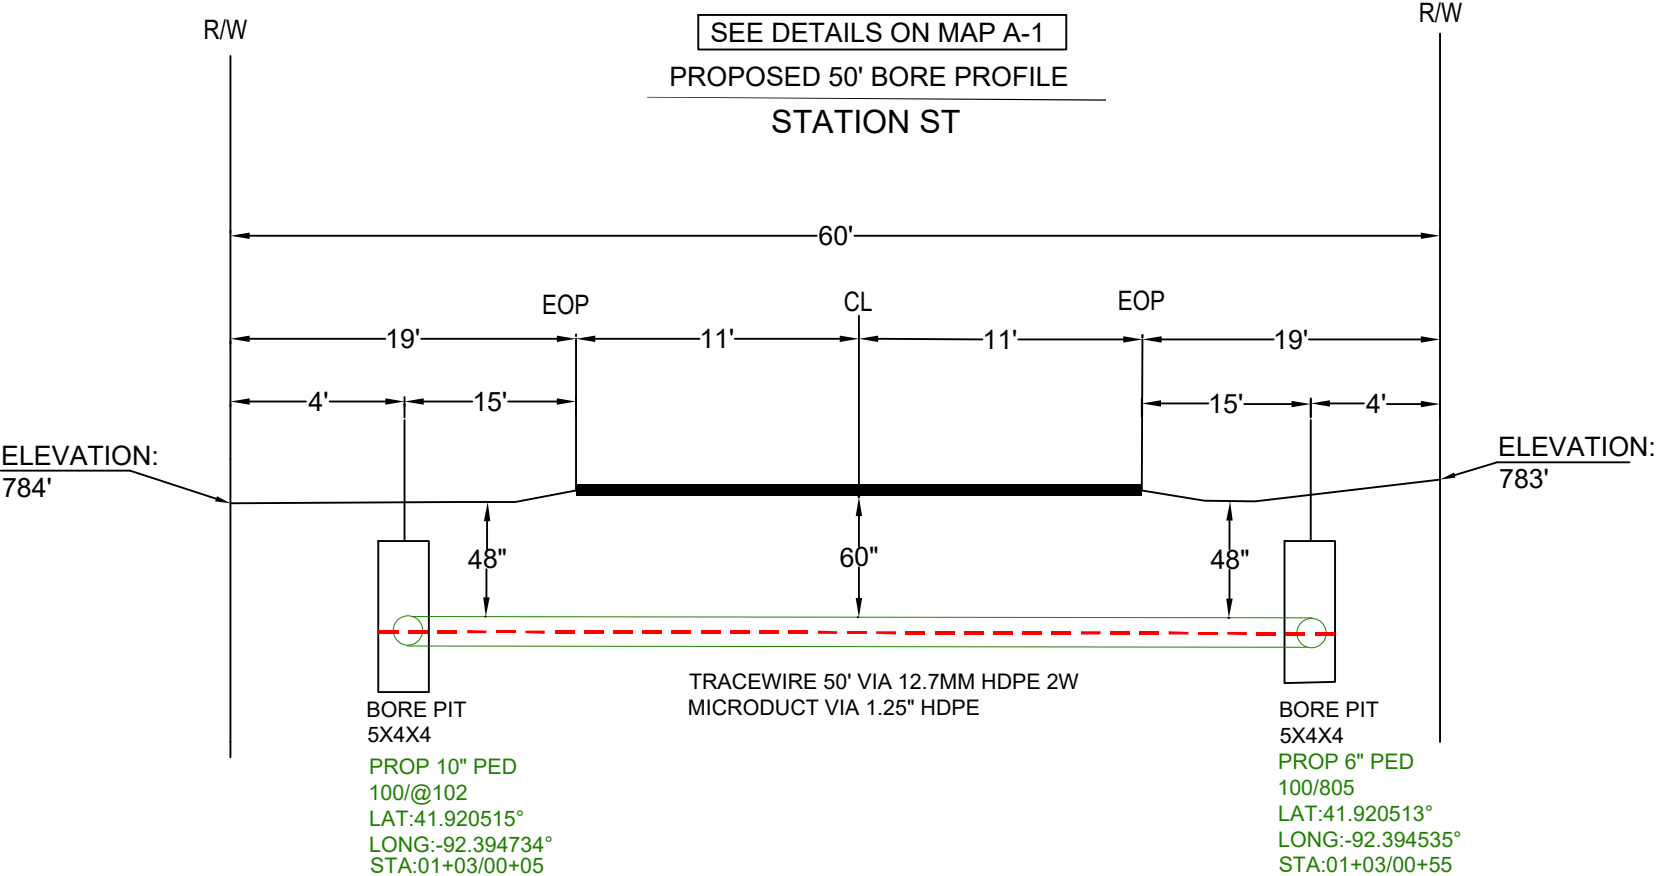 R/W
R/W
SEE DETAILS ON MAP A-1
PROPOSED 50' BORE PROFILE
STATION ST
60'
EOP
CL
EOP
19'
11'
11'
19'
4'
15'
15'
4'
ELEVATION:
784'
ELEVATION:
783'
48"
60"
48"
TRACEWIRE 50' VIA 12.7MM HDPE 2W
MICRODUCT VIA 1.25" HDPE
BORE PIT
5X4X4
PROP 10" PED
100/@102
LAT:41.920515°
LONG:-92.394734°
STA:01+03/00+05
BORE PIT
5X4X4
PROP 6" PED
100/805
LAT:41.920513°
LONG:-92.394535°
STA:01+03/00+55